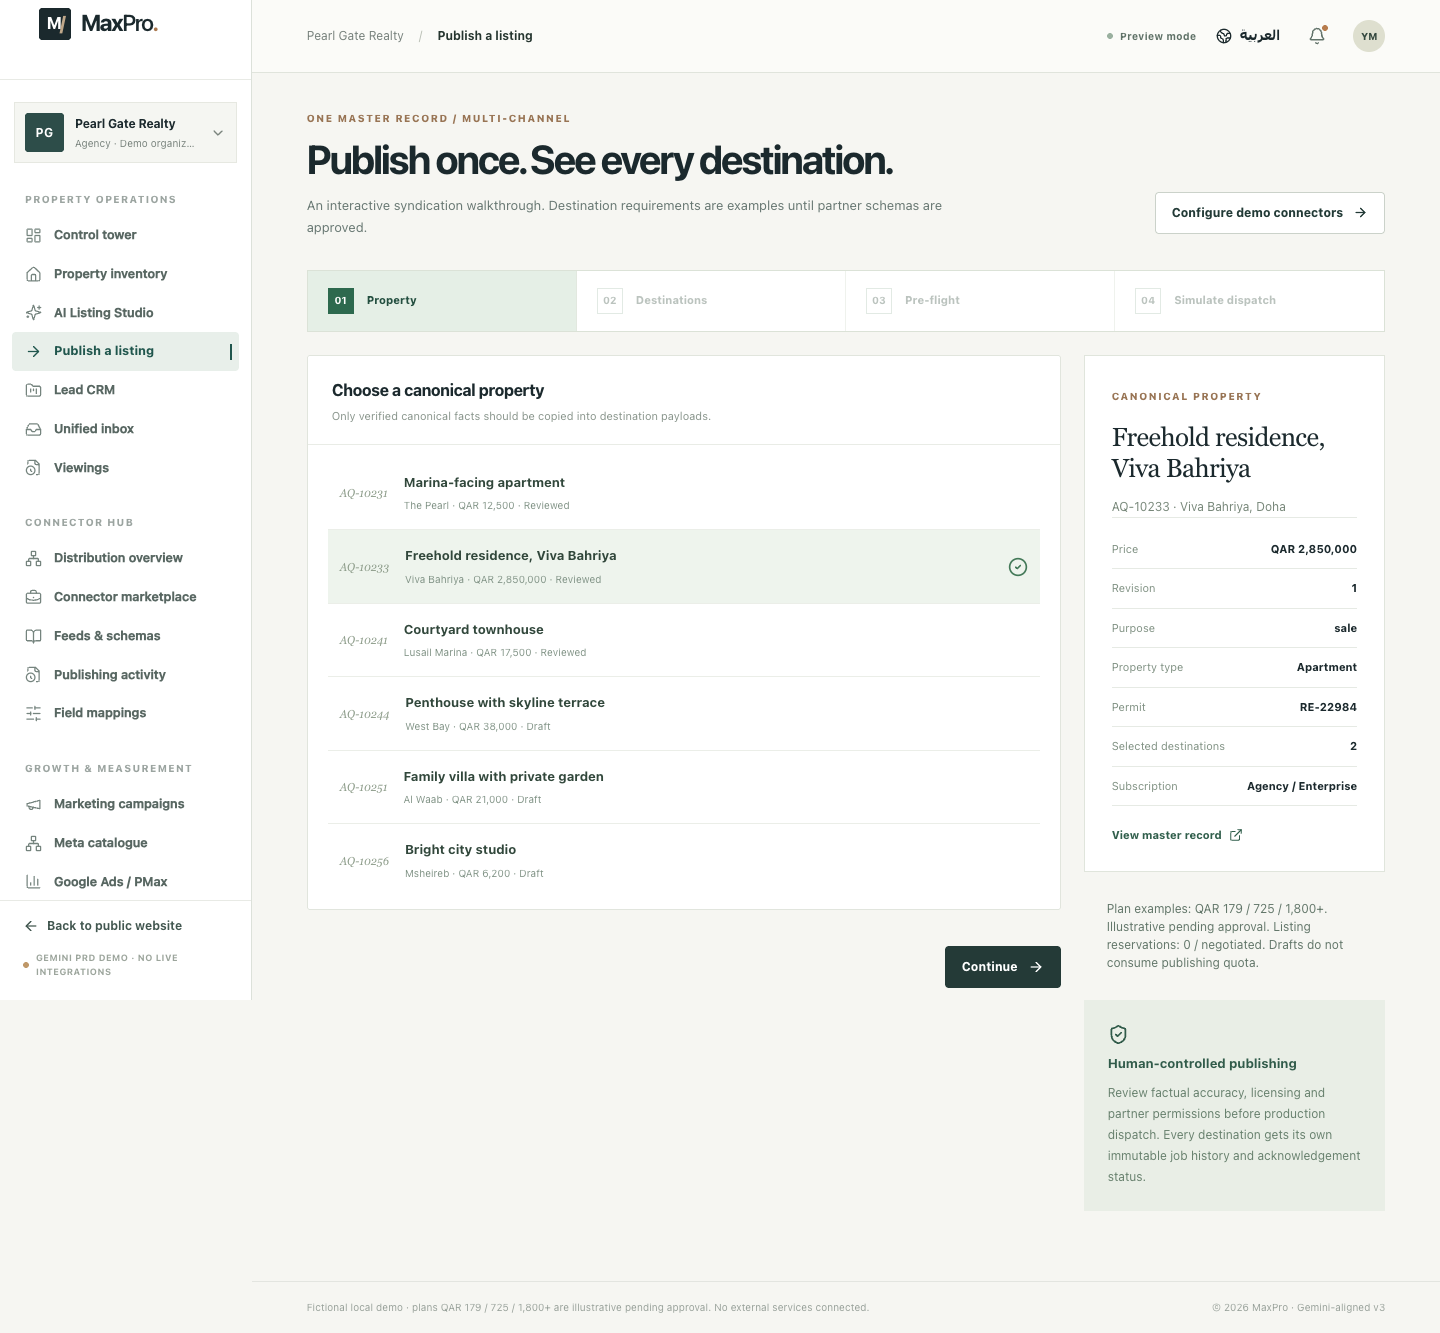 M/ MaxPro.
PG
Pearl Gate Realty
Agency · Demo organiz...
PROPERTY OPERATIONS
Control tower
Property inventory
AI Listing Studio
Publish a listing
Lead CRM
Unified inbox
Viewings
CONNECTOR HUB
Distribution overview
Connector marketplace
Feeds & schemas
Publishing activity
Field mappings
GROWTH & MEASUREMENT
Marketing campaigns
Meta catalogue
Google Ads / PMax
Back to public website
GEMINI PRD DEMO · NO LIVE
INTEGRATIONS
Pearl Gate Realty / Publish a listing
Preview mode
العربية
YM
ONE MASTER RECORD / MULTI-CHANNEL
Publish once. See every destination.
An interactive syndication walkthrough. Destination requirements are examples until partner schemas are
approved.
Configure demo connectors
01 Property
02 Destinations
03 Pre-flight
04 Simulate dispatch
Choose a canonical property
Only verified canonical facts should be copied into destination payloads.
AQ-10231
Marina-facing apartment
The Pearl · QAR 12,500 · Reviewed
AQ-10233
Freehold residence, Viva Bahriya
Viva Bahriya · QAR 2,850,000 · Reviewed
AQ-10241
Courtyard townhouse
Lusail Marina · QAR 17,500 · Reviewed
AQ-10244
Penthouse with skyline terrace
West Bay · QAR 38,000 · Draft
AQ-10251
Family villa with private garden
Al Waab · QAR 21,000 · Draft
AQ-10256
Bright city studio
Msheireb · QAR 6,200 · Draft
Continue
CANONICAL PROPERTY
Freehold residence,
Viva Bahriya
AQ-10233 · Viva Bahriya, Doha
Price QAR 2,850,000
Revision 1
Purpose sale
Property type Apartment
Permit RE-22984
Selected destinations 2
Subscription Agency / Enterprise
View master record
Plan examples: QAR 179 / 725 / 1,800+.
Illustrative pending approval. Listing
reservations: 0 / negotiated. Drafts do not
consume publishing quota.
Human-controlled publishing
Review factual accuracy, licensing and
partner permissions before production
dispatch. Every destination gets its own
immutable job history and acknowledgement
status.
Fictional local demo · plans QAR 179 / 725 / 1,800+ are illustrative pending approval. No external services connected.
© 2026 MaxPro · Gemini-aligned v3